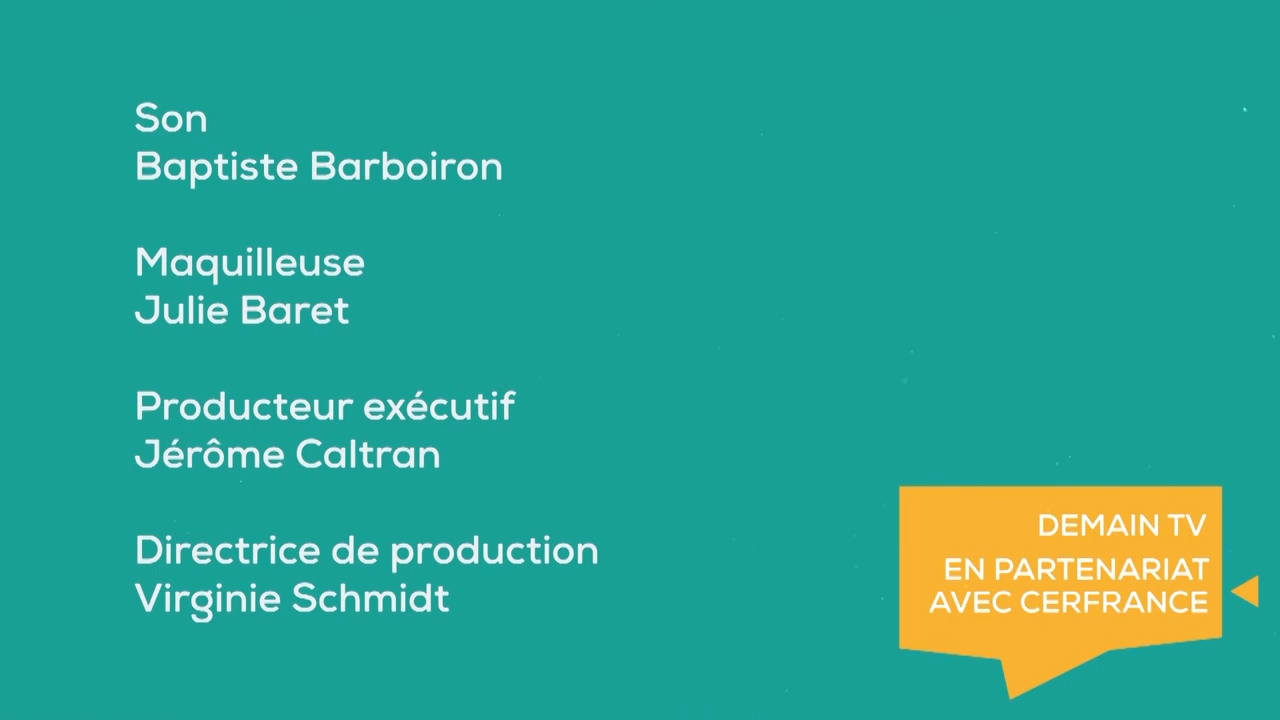 Son
Baptiste Barboiron
Maquilleuse
Julie Baret
Producteur exécutif
Jérôme Caltran
Directrice de production
Virginie Schmidt
DEMAIN TV
EN PARTENARIAT
AVEC CERFRANCE